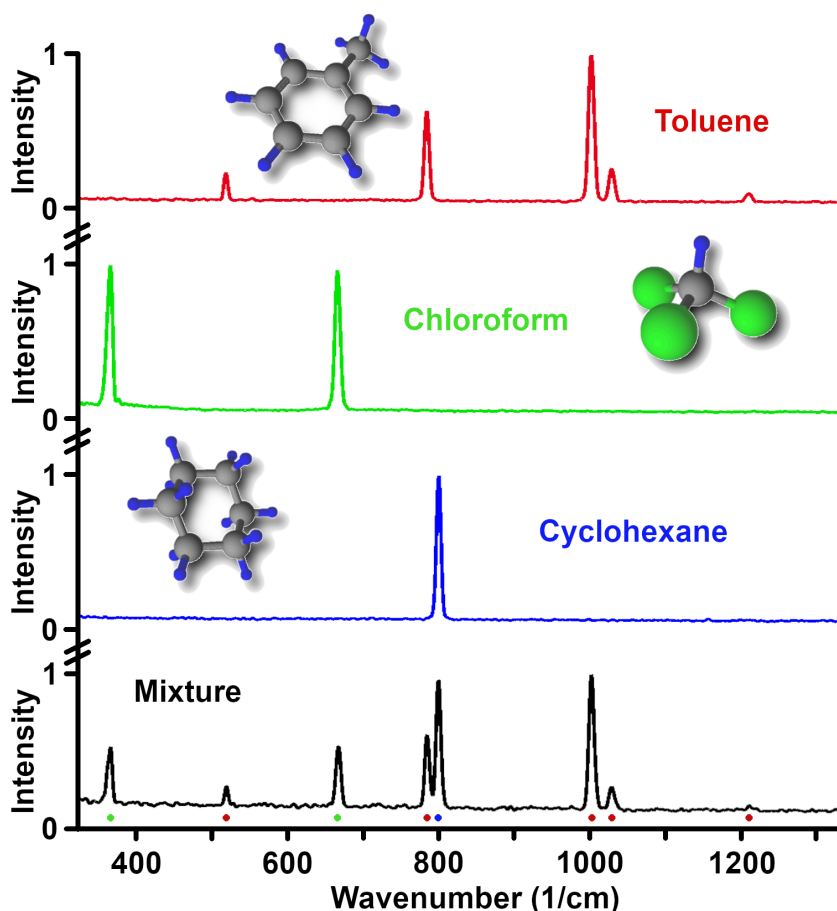 1
Intensity
0
Toluene
1
Intensity
0
Chloroform
1
Intensity
0
Cyclohexane
1
Intensity
0
Mixture
400 600 800 1000 1200
Wavenumber (1/cm)